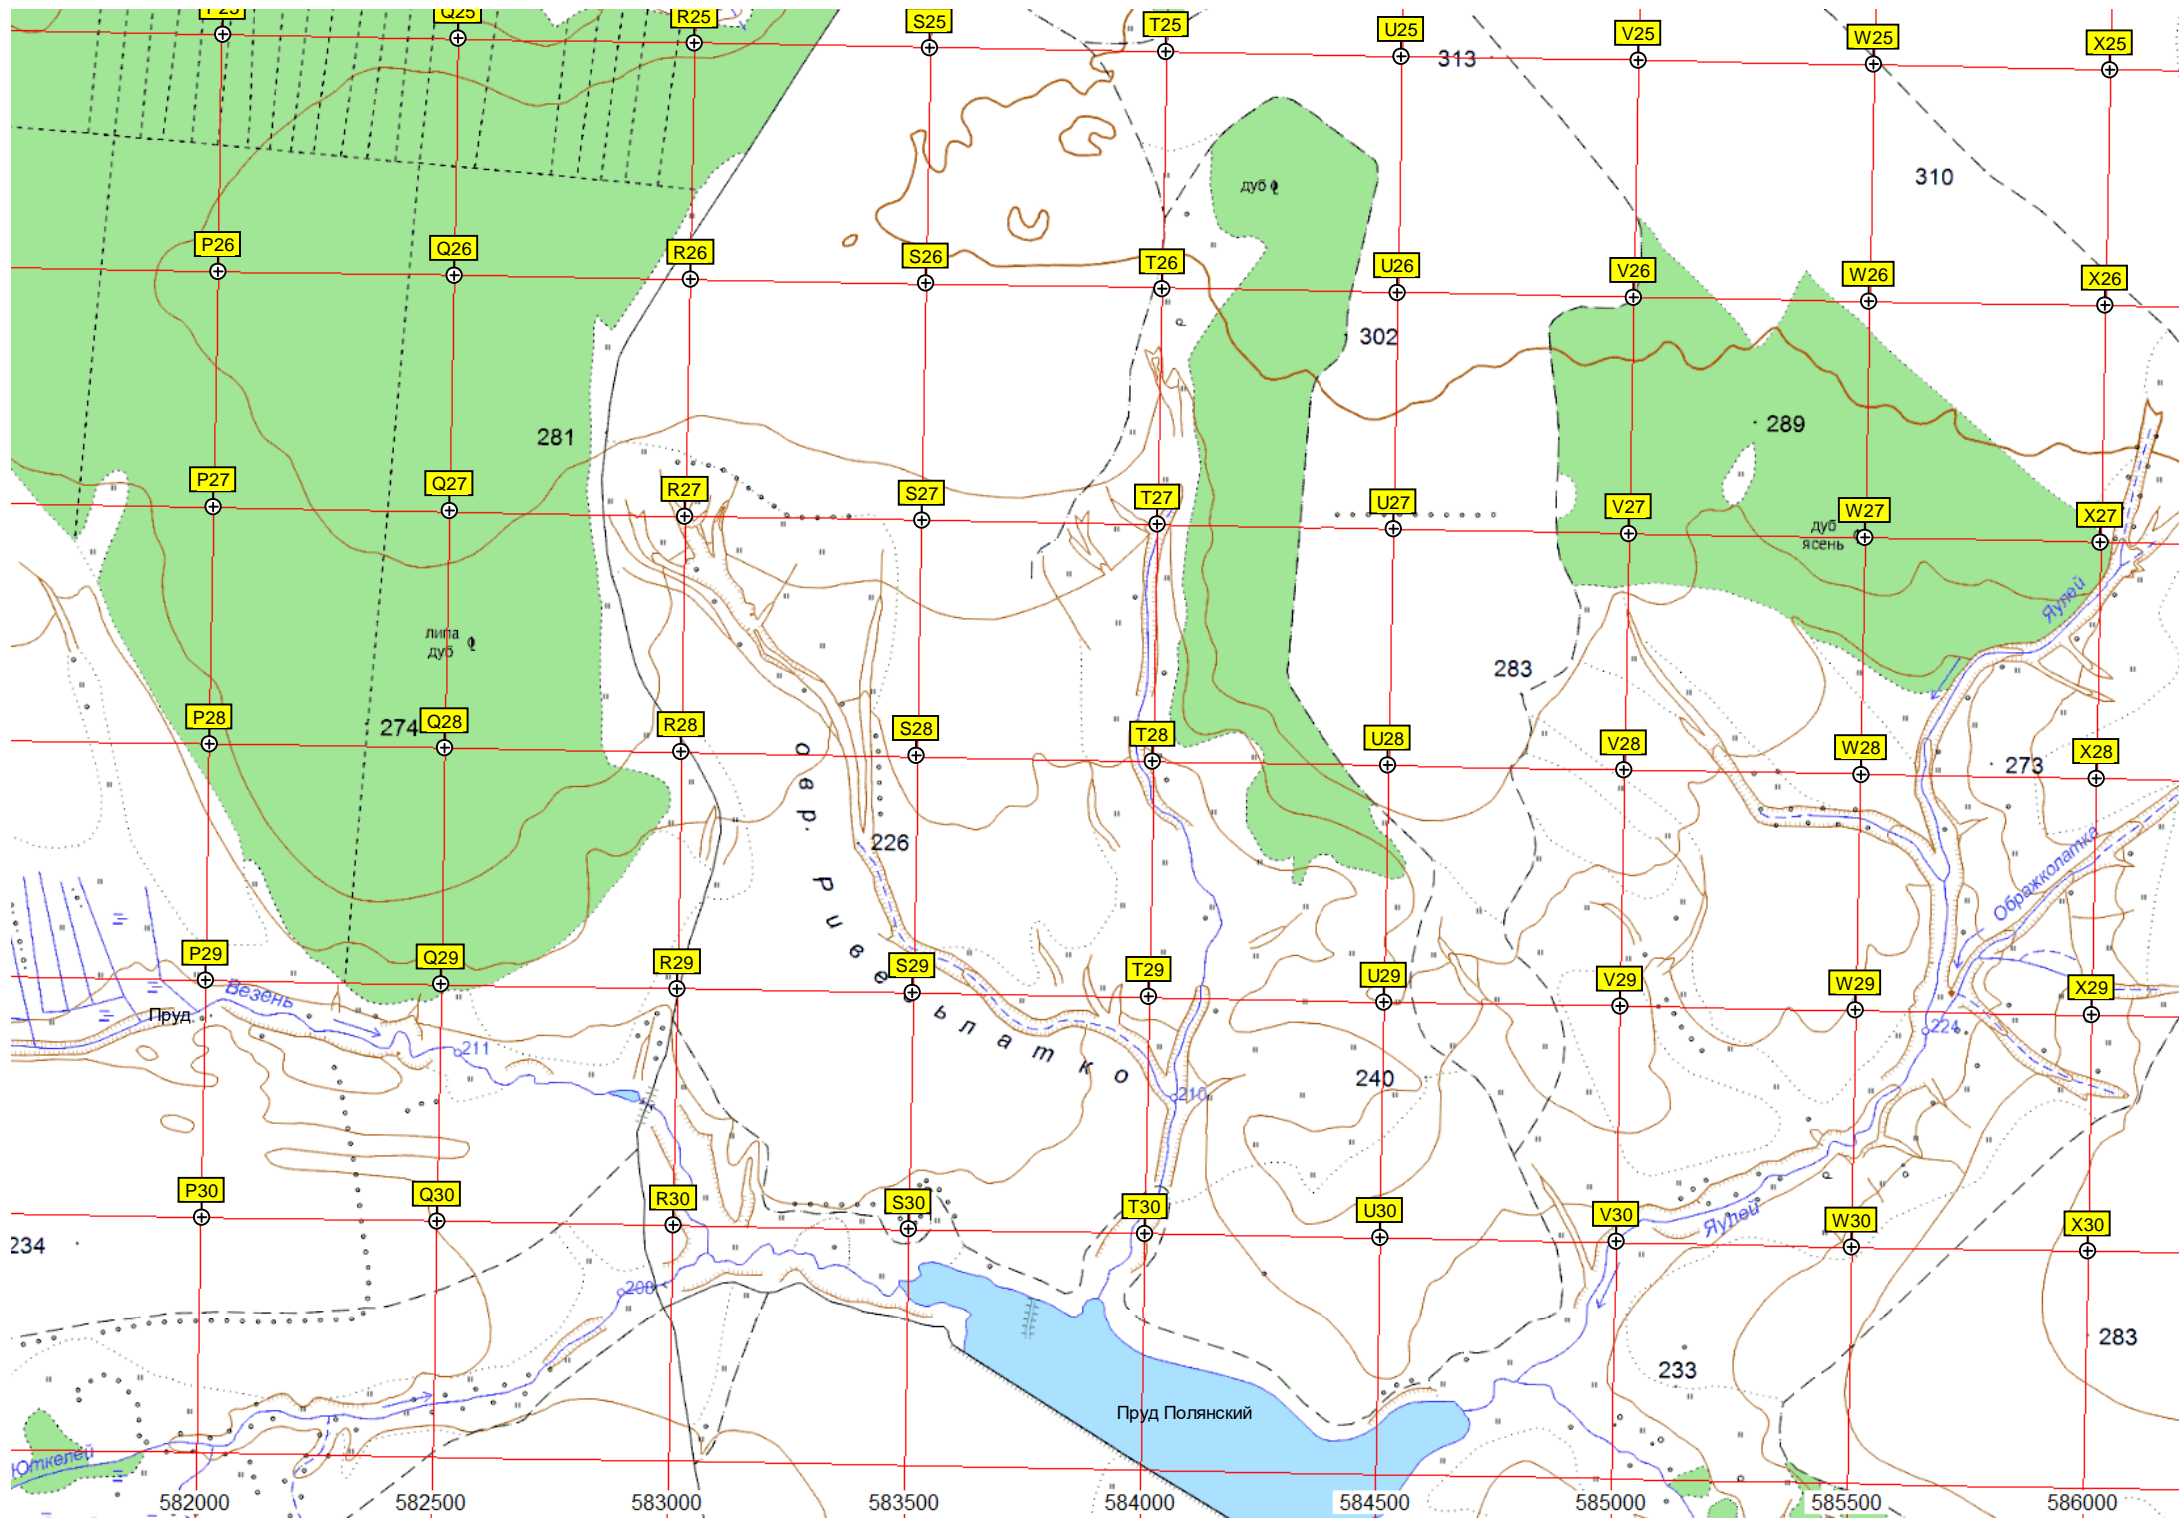 P25 Q25 R25 S25 T25 U25 V25 W25 X25
313
310
дуб
P26 Q26 R26 S26 T26 U26 V26 W26 X26
302
281
289
P27 Q27 R27 S27 T27 U27 V27 W27 X27
дуб
ясень
Яулей
липа
дуб
283
274
P28 Q28 R28 S28 T28 U28 V28 W28 X28
273
226
овр. Ривельлатко
Ображколатка
P29 Q29 R29 S29 T29 U29 V29 W29 X29
Везень
Пруд
211
224
240
210
P30 Q30 R30 S30 T30 U30 V30 W30 X30
Яулей
234
208
283
233
Пруд Полянский
Юткелей
582000 582500 583000 583500 584000 584500 585000 585500 586000